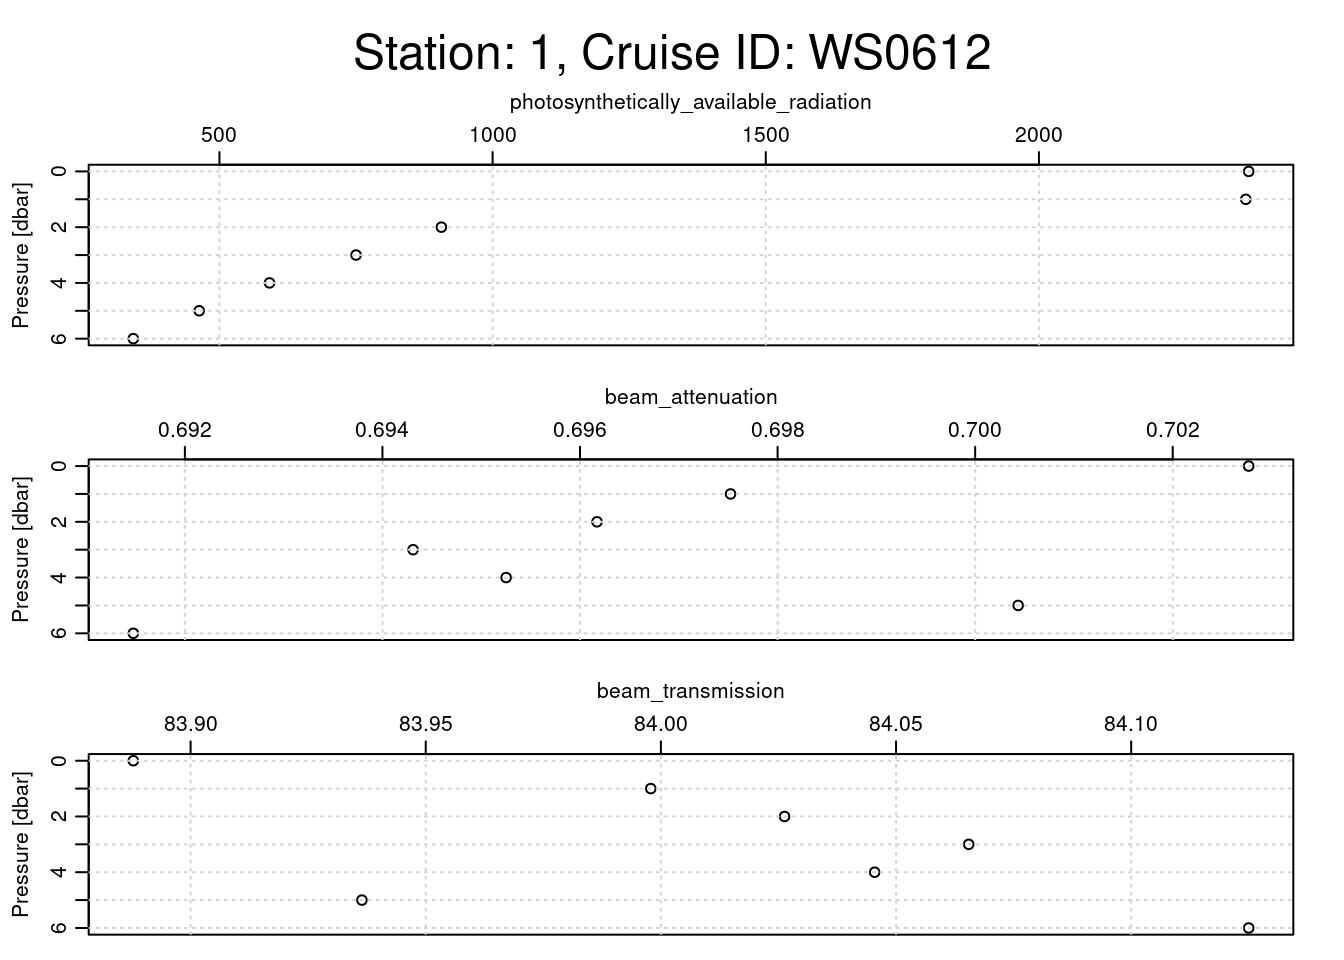 Station: 1, Cruise ID: WS0612
photosynthetically_available_radiation
500 1000 1500 2000
Pressure [dbar]
0
2
4
6
beam_attenuation
0.692 0.694 0.696 0.698 0.700 0.702
Pressure [dbar]
0
2
4
6
beam_transmission
83.90 83.95 84.00 84.05 84.10
Pressure [dbar]
0
2
4
6